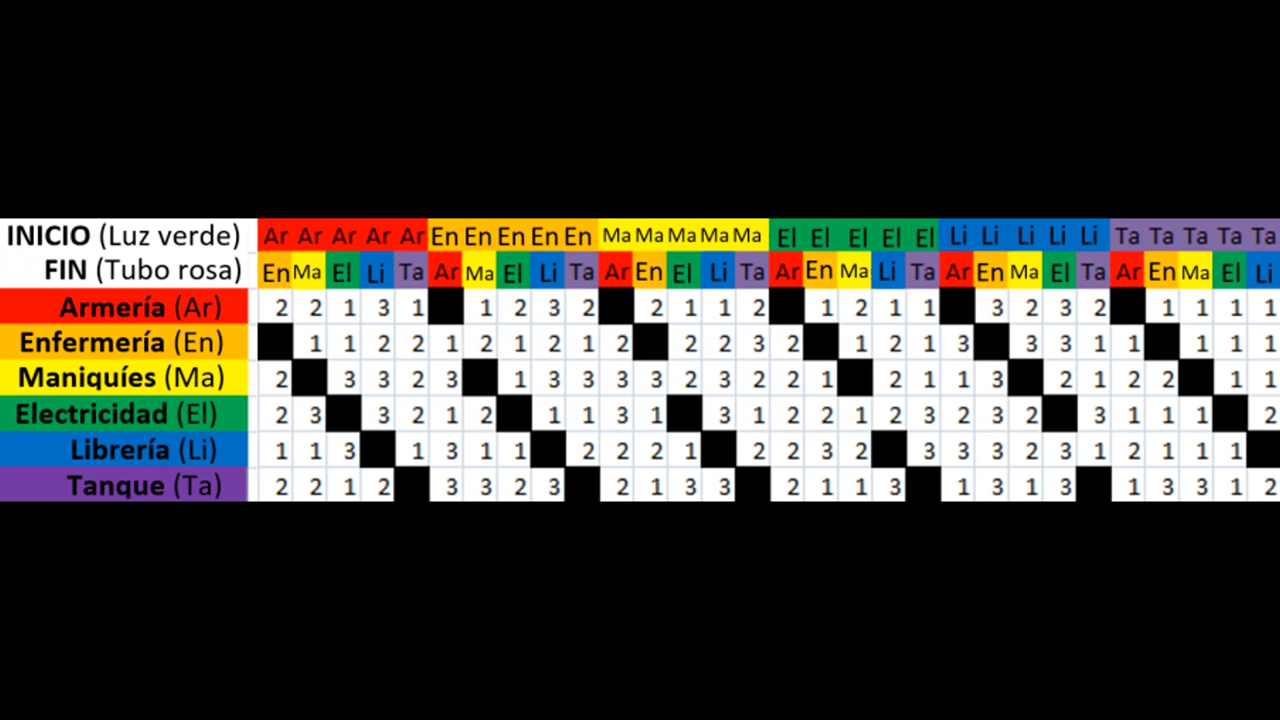 INICIO (Luz verde) Ar Ar Ar Ar Ar En En En En En Ma Ma Ma Ma Ma El El El El El Li Li Li Li Li Ta Ta Ta Ta Ta
FIN (Tubo rosa) En Ma El Li Ta Ar Ma El Li Ta Ar En El Li Ta Ar En Ma Li Ta Ar En Ma El Ta Ar En Ma El Li
Armería (Ar) 2 2 1 3 1 1 2 3 2 2 1 1 2 1 2 1 1 3 2 3 2 1 1 1 1
Enfermería (En) 1 1 2 2 1 2 1 2 1 2 2 2 3 2 1 2 1 3 3 3 1 1 1 1 1
Maniquíes (Ma) 2 3 3 2 3 1 3 3 3 3 2 3 2 2 1 2 1 1 3 2 1 2 2 1 1
Electricidad (El) 2 3 3 2 1 2 1 1 3 1 3 1 2 2 1 2 3 2 3 2 3 1 1 1 2
Librería (Li) 1 1 3 1 3 1 1 2 2 2 1 2 2 3 2 3 3 3 2 3 1 2 1 1 1
Tanque (Ta) 2 2 1 2 3 3 2 3 2 1 3 3 2 1 1 3 1 3 1 3 1 3 3 1 2